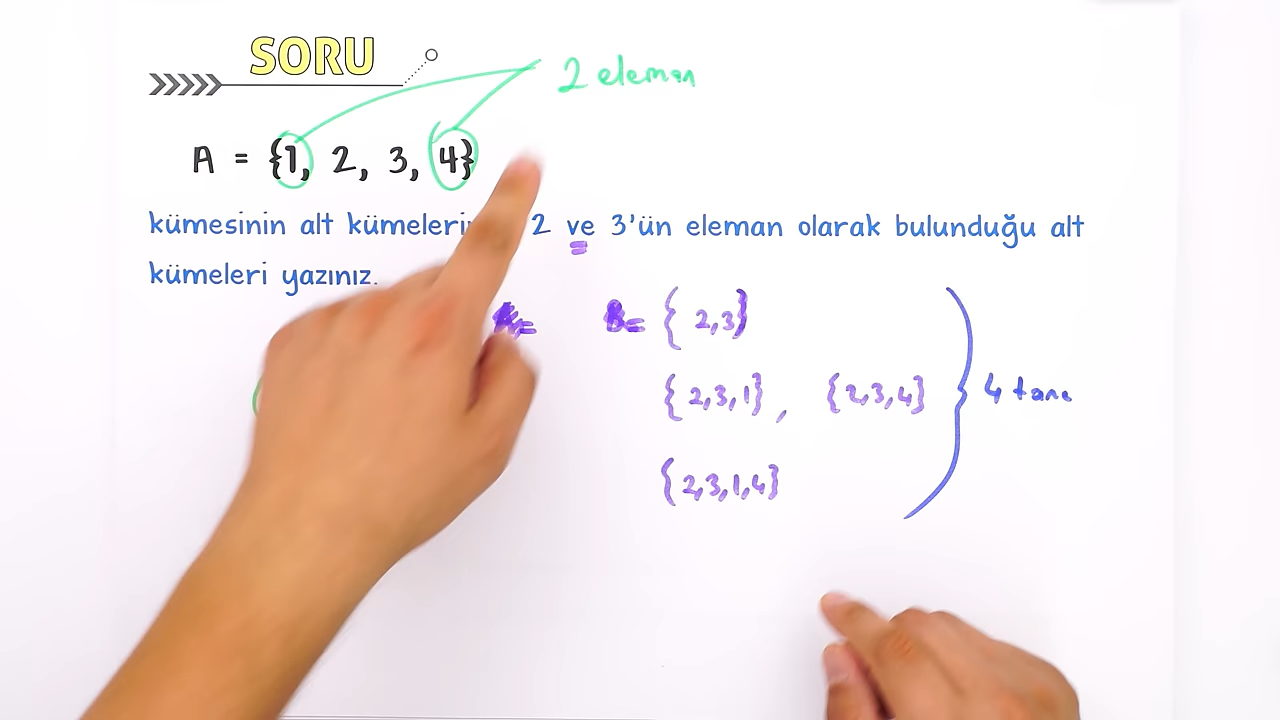 SORU
2 eleman
A = {1, 2, 3, 4}
kümesinin alt kümeleri 2 ve 3'ün eleman olarak bulunduğu alt
kümeleri yazınız.
{2,3}
{2,3,1}, {2,3,4}
4 tane
{2,3,1,4}